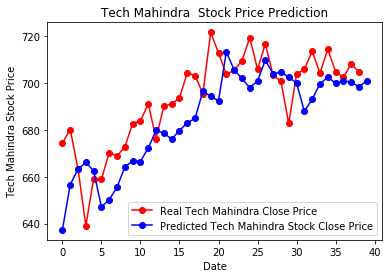 Tech Mahindra  Stock Price Prediction
Tech Mahindra Stock Price
720
700
680
660
640
Real Tech Mahindra Close Price
Predicted Tech Mahindra Stock Close Price
0 5 10 15 20 25 30 35 40
Date